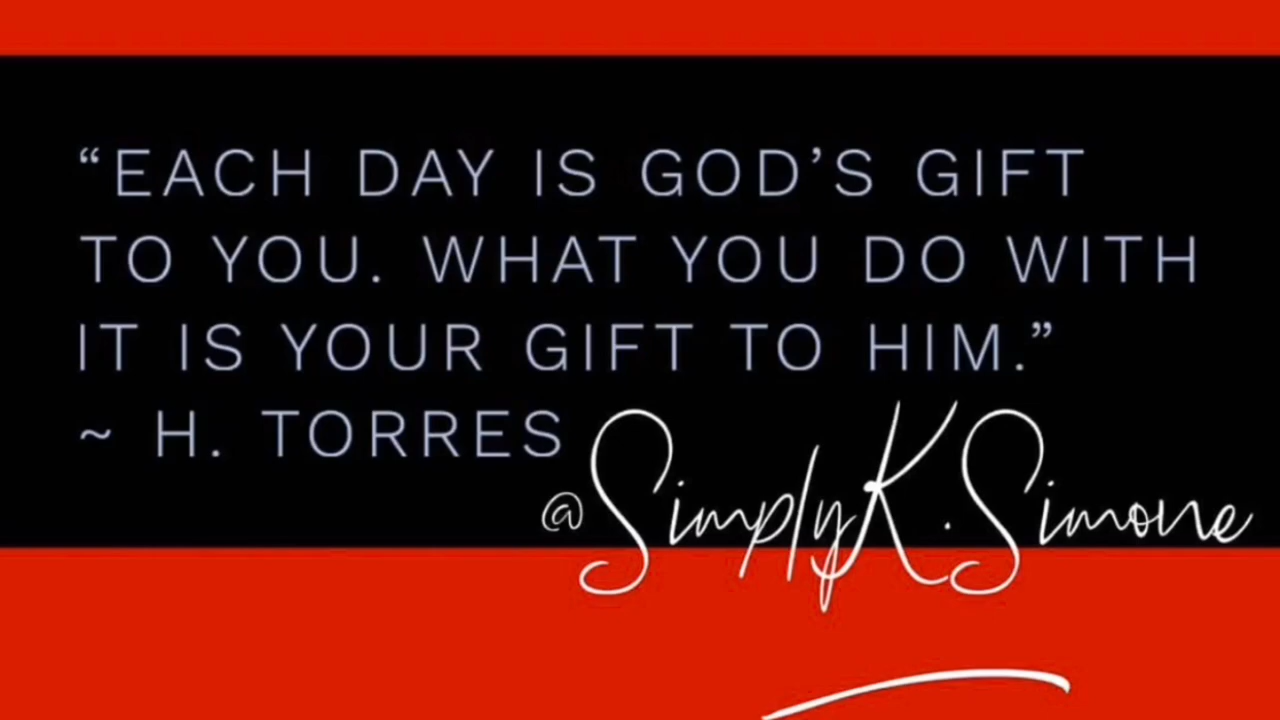 “EACH DAY IS GOD’S GIFT
TO YOU. WHAT YOU DO WITH
IT IS YOUR GIFT TO HIM.”
~ H. TORRES
@SimplyK.Simone